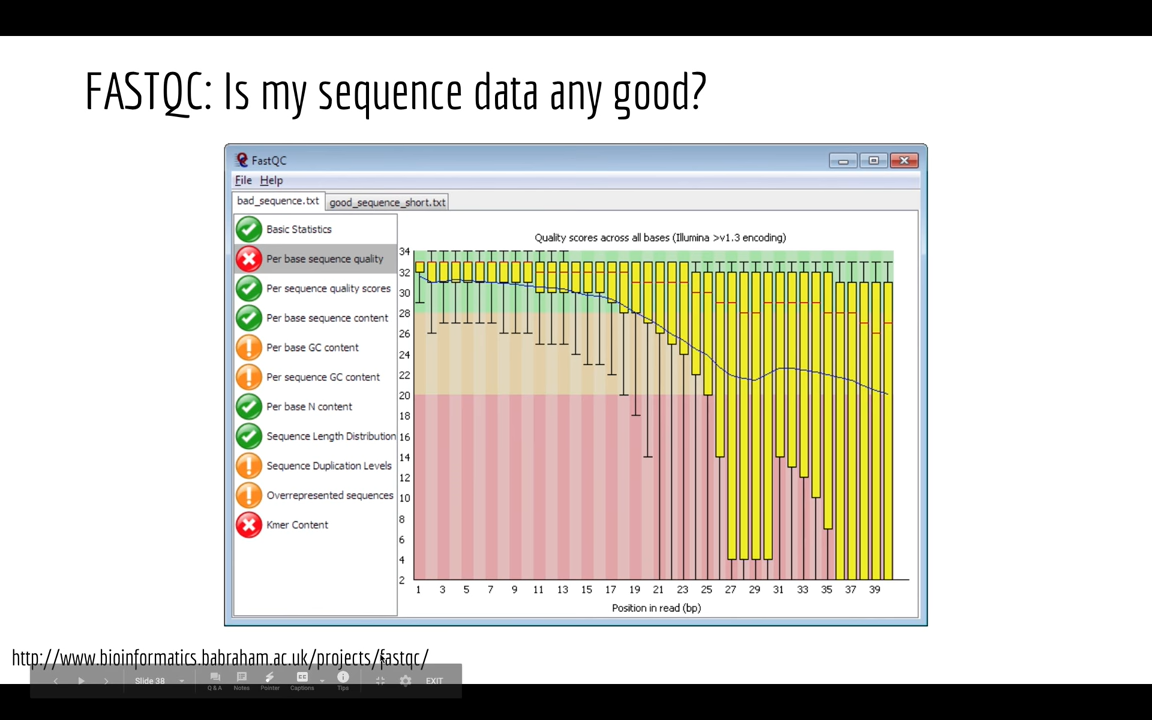 FASTQC: Is my sequence data any good?
FastQC
File Help
bad_sequence.txt good_sequence_short.txt
Basic Statistics
Per base sequence quality
Per sequence quality scores
Per base sequence content
Per base GC content
Per sequence GC content
Per base N content
Sequence Length Distribution
Sequence Duplication Levels
Overrepresented sequences
Kmer Content
Quality scores across all bases (Illumina >v1.3 encoding)
34
32
30
28
26
24
22
20
18
16
14
12
10
8
6
4
2
1 3 5 7 9 11 13 15 17 19 21 23 25 27 29 31 33 35 37 39
Position in read (bp)
http://www.bioinformatics.babraham.ac.uk/projects/fastqc/
Slide 38 Q & A Notes Pointer CC Captions Tips EXIT